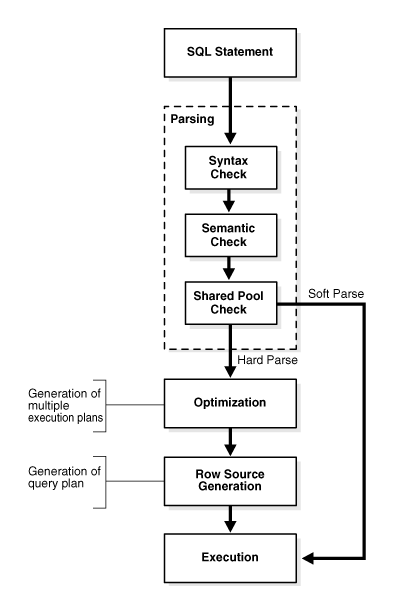 SQL Statement
Parsing
Syntax
Check
Semantic
Check
Shared Pool
Check
Soft Parse
Hard Parse
Generation of
multiple
execution plans
Optimization
Generation of
query plan
Row Source
Generation
Execution